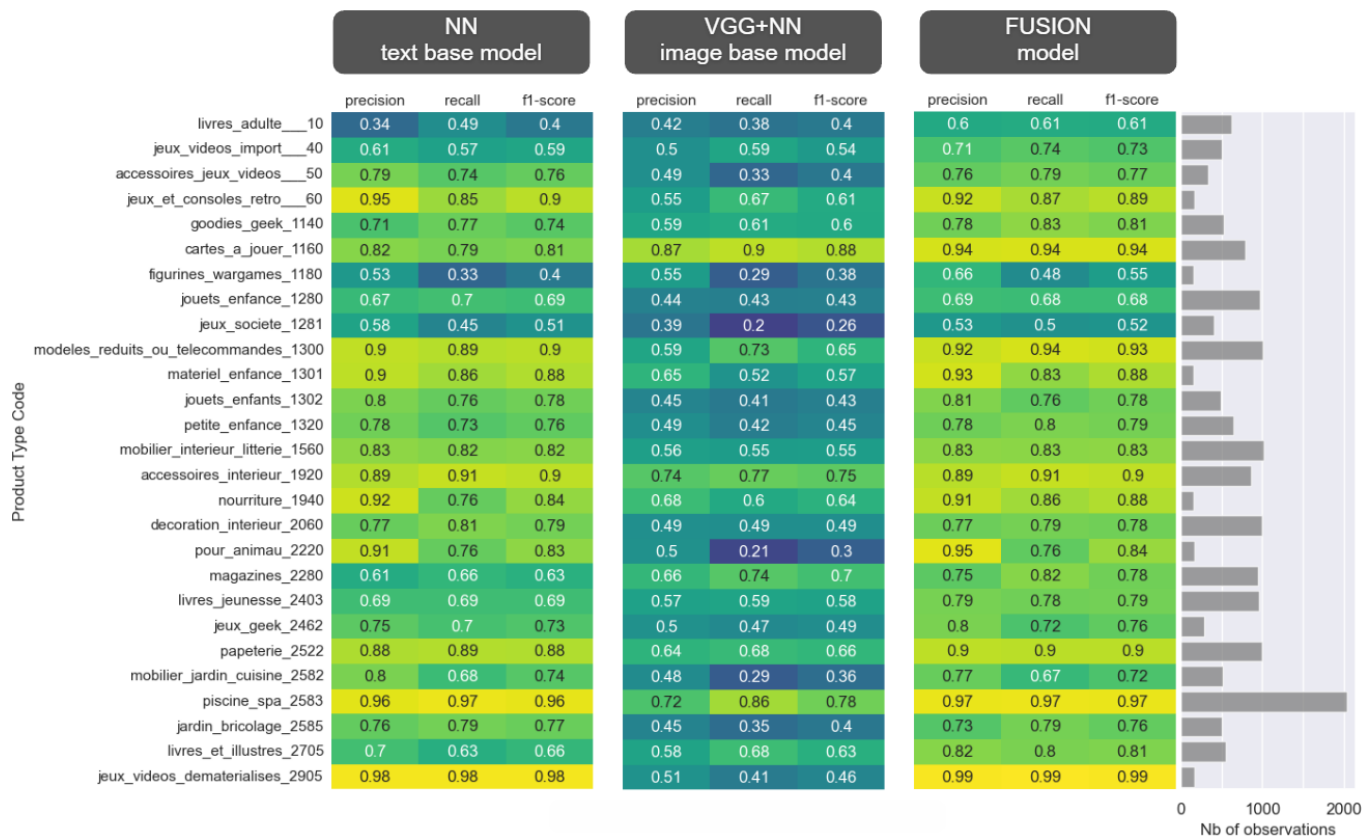 NN
text base model
VGG+NN
image base model
FUSION
model
precision recall f1-score precision recall f1-score precision recall f1-score
livres_adulte___10 0.34 0.49 0.4 0.42 0.38 0.4 0.6 0.61 0.61
jeux_videos_import___40 0.61 0.57 0.59 0.5 0.59 0.54 0.71 0.74 0.73
accessoires_jeux_videos___50 0.79 0.74 0.76 0.49 0.33 0.4 0.76 0.79 0.77
jeux_et_consoles_retro___60 0.95 0.85 0.9 0.55 0.67 0.61 0.92 0.87 0.89
goodies_geek_1140 0.71 0.77 0.74 0.59 0.61 0.6 0.78 0.83 0.81
cartes_a_jouer_1160 0.82 0.79 0.81 0.87 0.9 0.88 0.94 0.94 0.94
figurines_wargames_1180 0.53 0.33 0.4 0.55 0.29 0.38 0.66 0.48 0.55
jouets_enfance_1280 0.67 0.7 0.69 0.44 0.43 0.43 0.69 0.68 0.68
jeux_societe_1281 0.58 0.45 0.51 0.39 0.2 0.26 0.53 0.5 0.52
modeles_reduits_ou_telecommandes_1300 0.9 0.89 0.9 0.59 0.73 0.65 0.92 0.94 0.93
materiel_enfance_1301 0.9 0.86 0.88 0.65 0.52 0.57 0.93 0.83 0.88
jouets_enfants_1302 0.8 0.76 0.78 0.45 0.41 0.43 0.81 0.76 0.78
petite_enfance_1320 0.78 0.73 0.76 0.49 0.42 0.45 0.78 0.8 0.79
mobilier_interieur_litterie_1560 0.83 0.82 0.82 0.56 0.55 0.55 0.83 0.83 0.83
accessoires_interieur_1920 0.89 0.91 0.9 0.74 0.77 0.75 0.89 0.91 0.9
nourriture_1940 0.92 0.76 0.84 0.68 0.6 0.64 0.91 0.86 0.88
decoration_interieur_2060 0.77 0.81 0.79 0.49 0.49 0.49 0.77 0.79 0.78
pour_animau_2220 0.91 0.76 0.83 0.5 0.21 0.3 0.95 0.76 0.84
magazines_2280 0.61 0.66 0.63 0.66 0.74 0.7 0.75 0.82 0.78
livres_jeunesse_2403 0.69 0.69 0.69 0.57 0.59 0.58 0.79 0.78 0.79
jeux_geek_2462 0.75 0.7 0.73 0.5 0.47 0.49 0.8 0.72 0.76
papeterie_2522 0.88 0.89 0.88 0.64 0.68 0.66 0.9 0.9 0.9
mobilier_jardin_cuisine_2582 0.8 0.68 0.74 0.48 0.29 0.36 0.77 0.67 0.72
piscine_spa_2583 0.96 0.97 0.96 0.72 0.86 0.78 0.97 0.97 0.97
jardin_bricolage_2585 0.76 0.79 0.77 0.45 0.35 0.4 0.73 0.79 0.76
livres_et_illustres_2705 0.7 0.63 0.66 0.58 0.68 0.63 0.82 0.8 0.81
jeux_videos_dematerialises_2905 0.98 0.98 0.98 0.51 0.41 0.46 0.99 0.99 0.99
Product Type Code
0 1000 2000
Nb of observations